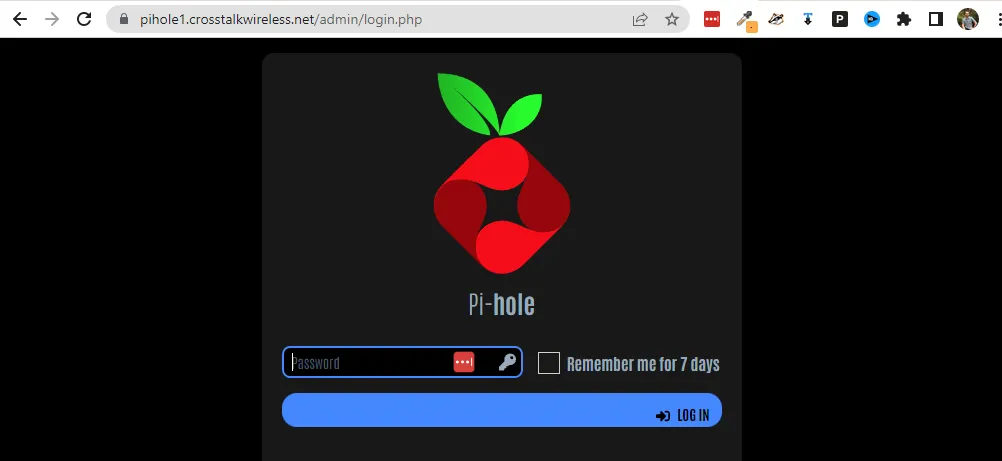 pihole1.crosstalkwireless.net/admin/login.php
P
Pi-hole
Password
Remember me for 7 days
LOG IN